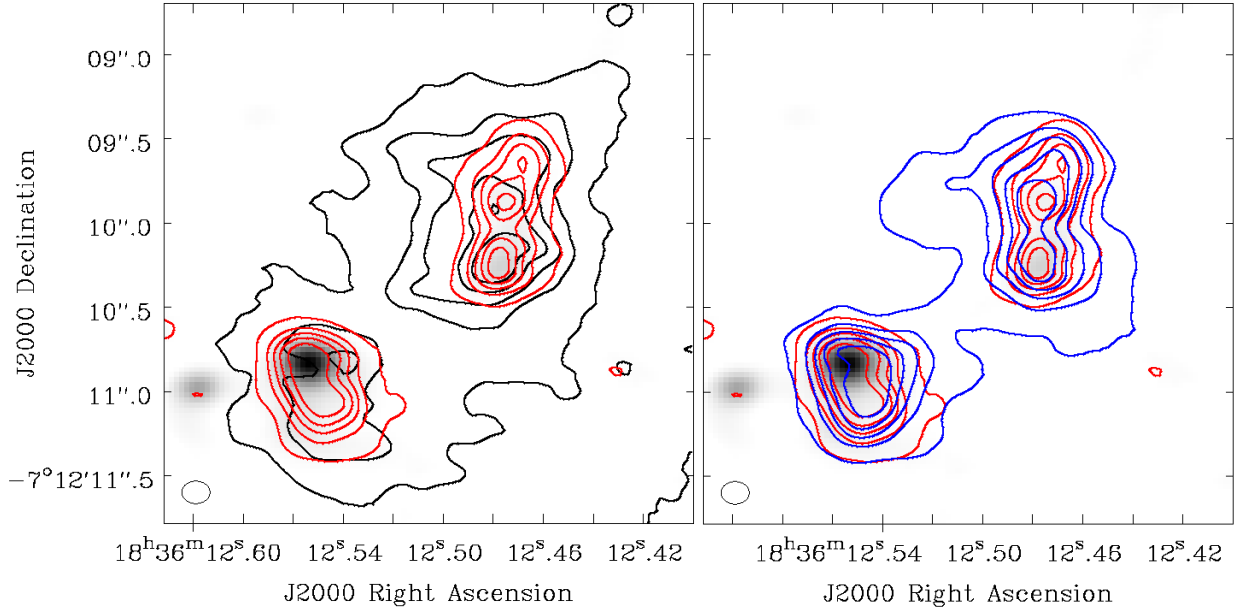 09".0
09".5
10".0
10".5
11".0
−7°12'11".5
J2000 Declination
18ʰ36ᵐ12ˢ.60 12ˢ.54 12ˢ.50 12ˢ.46 12ˢ.42
18ʰ36ᵐ12ˢ.54 12ˢ.50 12ˢ.46 12ˢ.42
J2000 Right Ascension
J2000 Right Ascension